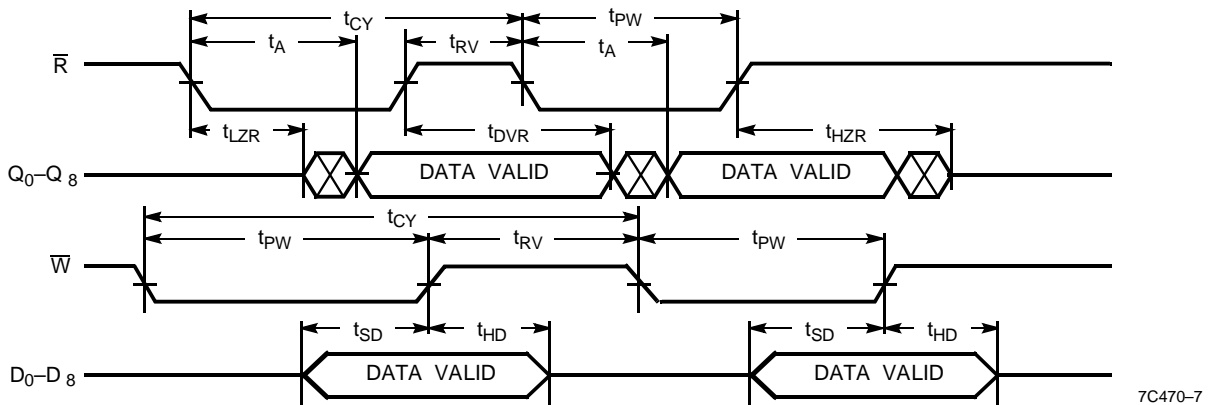 tCY tPW
tA tRV tA
R̅
tLZR tDVR tHZR
Q0–Q8 DATA VALID DATA VALID
tCY
tPW tRV tPW
W̅
tSD tHD tSD tHD
D0–D8 DATA VALID DATA VALID
7C470–7